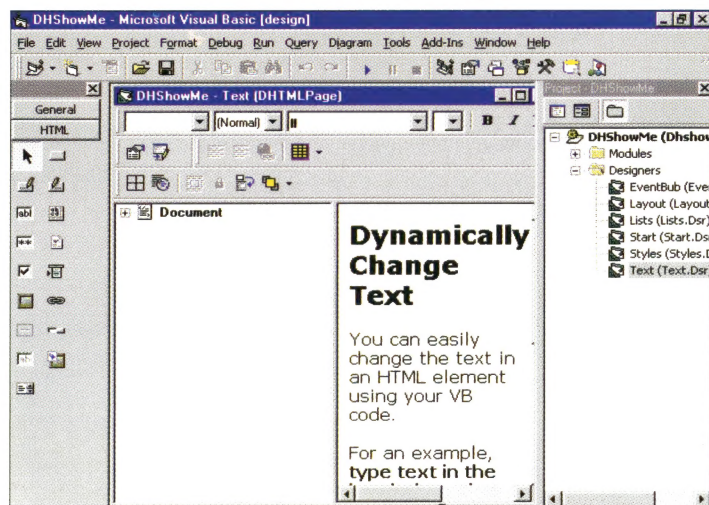 DHShowMe - Microsoft Visual Basic [design]
File Edit View Project Format Debug Run Query Diagram Tools Add-Ins Window Help
General
HTML
DHShowMe - Text (DHTMLPage)
(Normal)
B I
Document
Dynamically
Change
Text
You can easily
change the text in
an HTML element
using your VB
code.
For an example,
type text in the
Project - DHShowMe
DHShowMe (Dhshow
Modules
Designers
EventBub (Eve
Layout (Layout
Lists (Lists.Dsr)
Start (Start.Dsr
Styles (Styles.D
Text (Text.Dsr